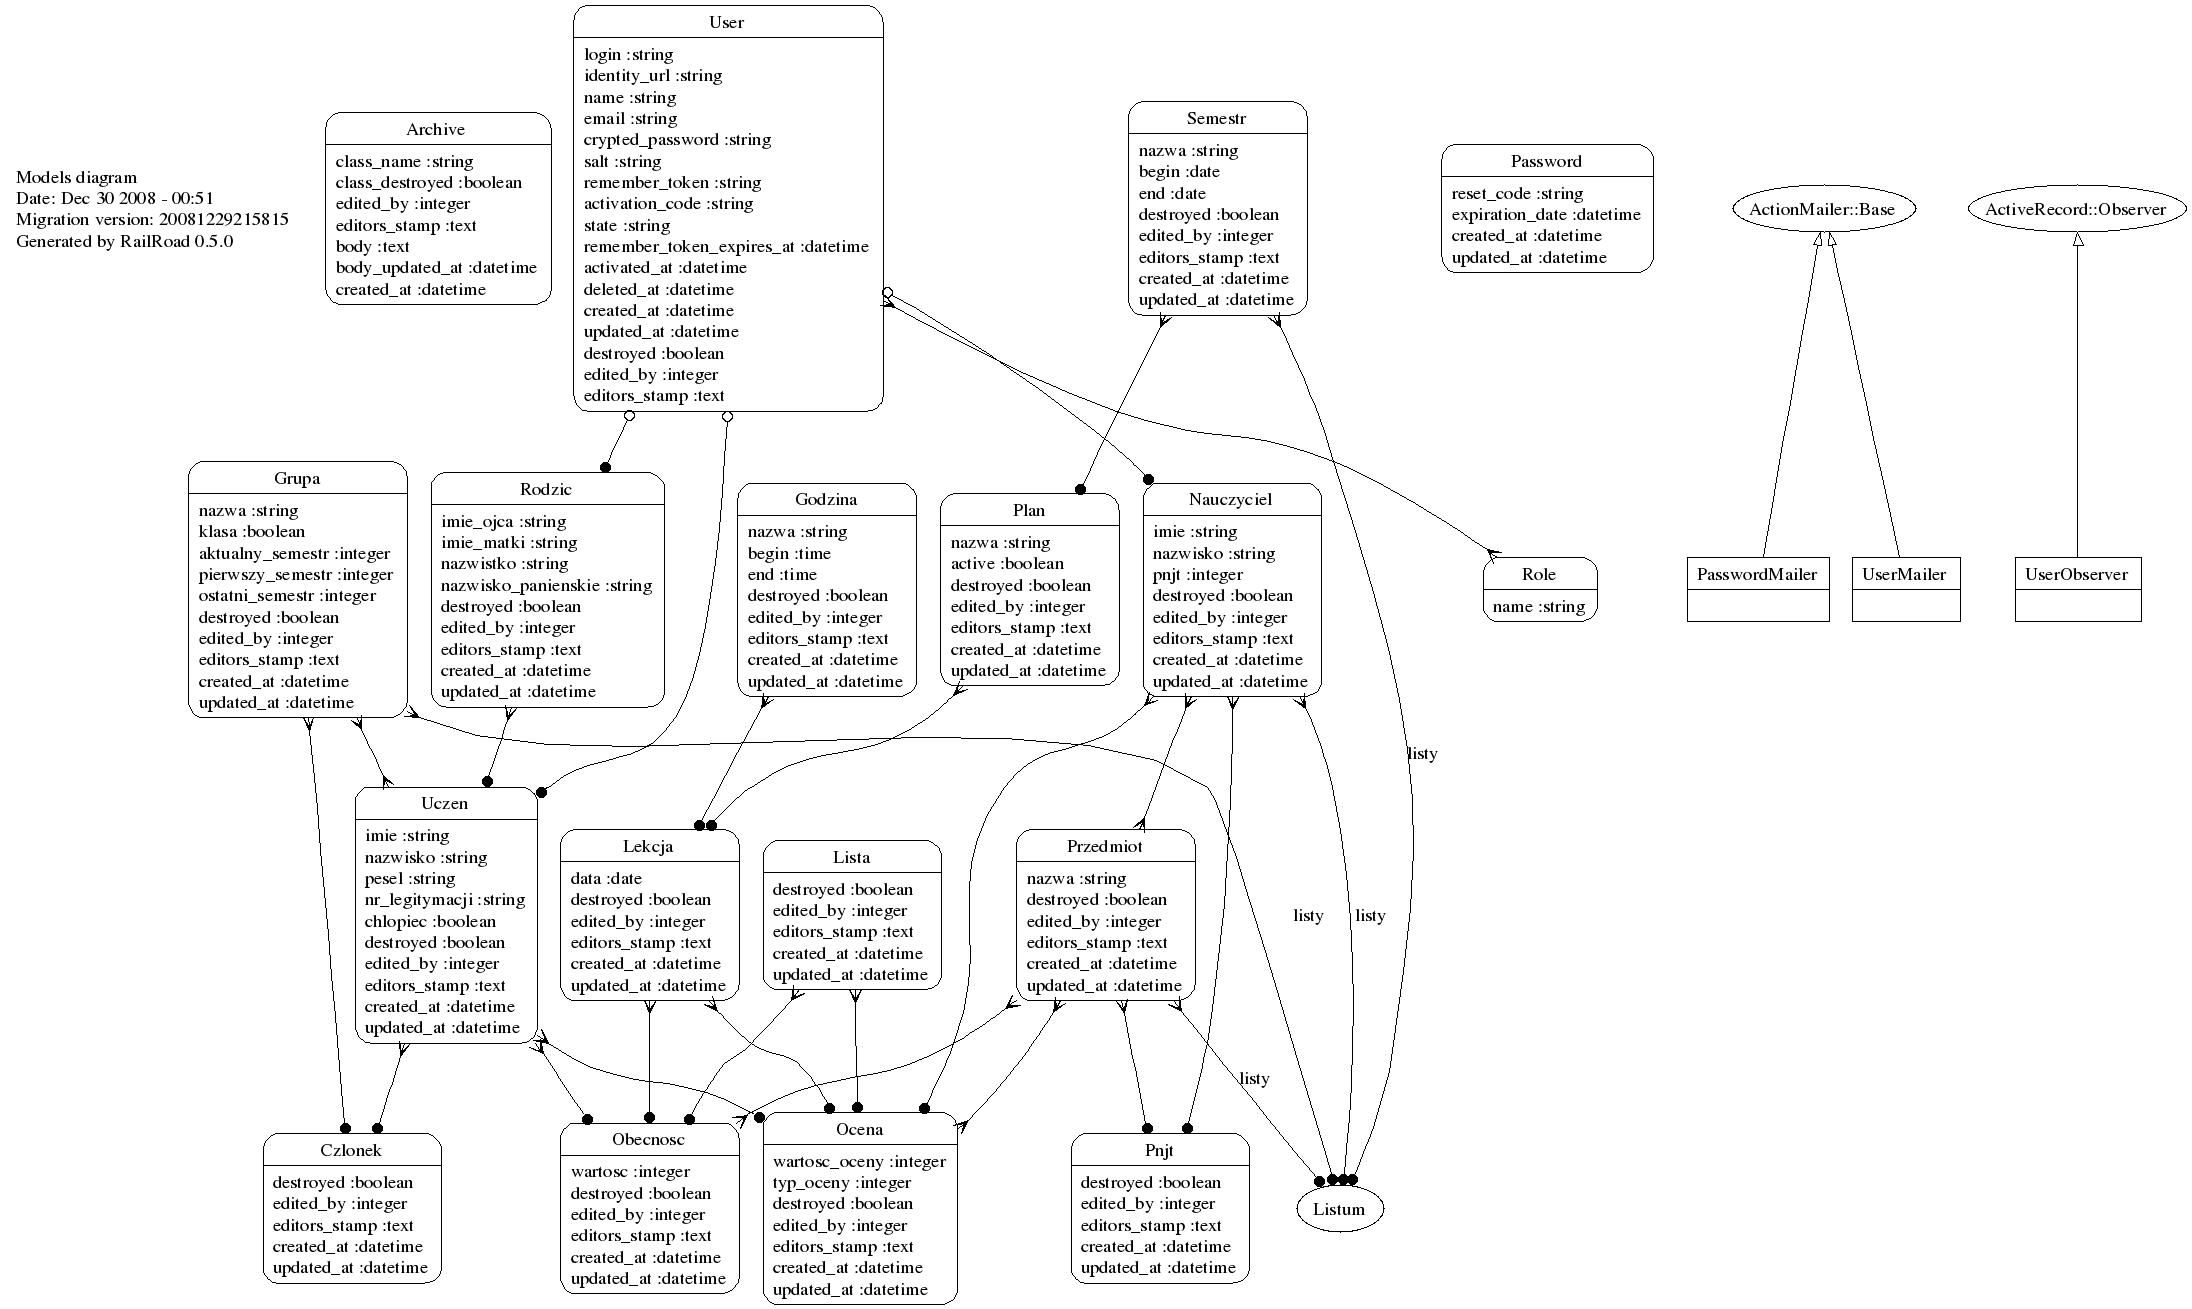 Models diagram
Date: Dec 30 2008 - 00:51
Migration version: 20081229215815
Generated by RailRoad 0.5.0
Archive
class_name :string
class_destroyed :boolean
edited_by :integer
editors_stamp :text
body :text
body_updated_at :datetime
created_at :datetime
User
login :string
identity_url :string
name :string
email :string
crypted_password :string
salt :string
remember_token :string
activation_code :string
state :string
remember_token_expires_at :datetime
activated_at :datetime
deleted_at :datetime
created_at :datetime
updated_at :datetime
destroyed :boolean
edited_by :integer
editors_stamp :text
Semestr
nazwa :string
begin :date
end :date
destroyed :boolean
edited_by :integer
editors_stamp :text
created_at :datetime
updated_at :datetime
Password
reset_code :string
expiration_date :datetime
created_at :datetime
updated_at :datetime
ActionMailer::Base
ActiveRecord::Observer
Grupa
nazwa :string
klasa :boolean
aktualny_semestr :integer
pierwszy_semestr :integer
ostatni_semestr :integer
destroyed :boolean
edited_by :integer
editors_stamp :text
created_at :datetime
updated_at :datetime
Rodzic
imie_ojca :string
imie_matki :string
nazwistko :string
nazwisko_panienskie :string
destroyed :boolean
edited_by :integer
editors_stamp :text
created_at :datetime
updated_at :datetime
Godzina
nazwa :string
begin :time
end :time
destroyed :boolean
edited_by :integer
editors_stamp :text
created_at :datetime
updated_at :datetime
Plan
nazwa :string
active :boolean
destroyed :boolean
edited_by :integer
editors_stamp :text
created_at :datetime
updated_at :datetime
Nauczyciel
imie :string
nazwisko :string
pnjt :integer
destroyed :boolean
edited_by :integer
editors_stamp :text
created_at :datetime
updated_at :datetime
Role
name :string
PasswordMailer
UserMailer
UserObserver
listy
Uczen
imie :string
nazwisko :string
pesel :string
nr_legitymacji :string
chlopiec :boolean
destroyed :boolean
edited_by :integer
editors_stamp :text
created_at :datetime
updated_at :datetime
Lekcja
data :date
destroyed :boolean
edited_by :integer
editors_stamp :text
created_at :datetime
updated_at :datetime
Lista
destroyed :boolean
edited_by :integer
editors_stamp :text
created_at :datetime
updated_at :datetime
Przedmiot
nazwa :string
destroyed :boolean
edited_by :integer
editors_stamp :text
created_at :datetime
updated_at :datetime
listy
listy
listy
Czlonek
destroyed :boolean
edited_by :integer
editors_stamp :text
created_at :datetime
updated_at :datetime
Obecnosc
wartosc :integer
destroyed :boolean
edited_by :integer
editors_stamp :text
created_at :datetime
updated_at :datetime
Ocena
wartosc_oceny :integer
typ_oceny :integer
destroyed :boolean
edited_by :integer
editors_stamp :text
created_at :datetime
updated_at :datetime
Pnjt
destroyed :boolean
edited_by :integer
editors_stamp :text
created_at :datetime
updated_at :datetime
Listum